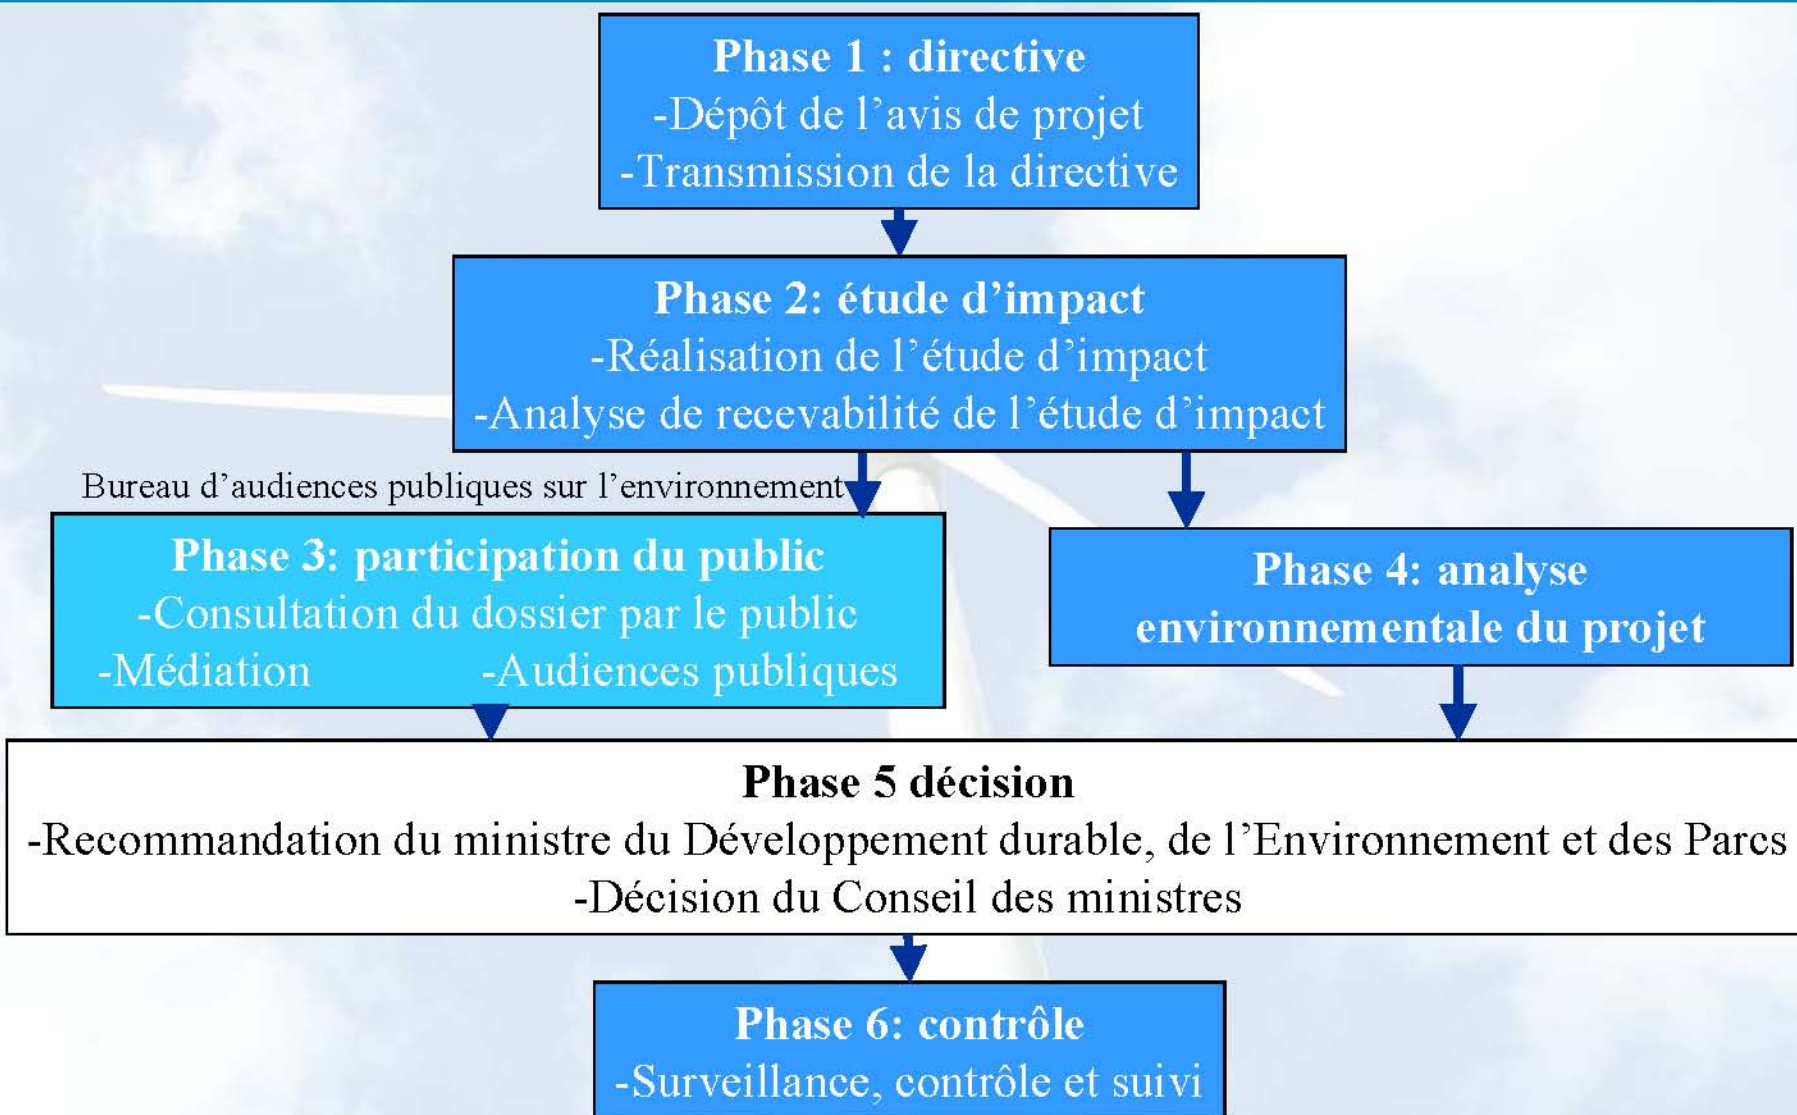 Phase 1 : directive
-Dépôt de l’avis de projet
-Transmission de la directive
Phase 2: étude d’impact
-Réalisation de l’étude d’impact
-Analyse de recevabilité de l’étude d’impact
Bureau d’audiences publiques sur l’environnement
Phase 3: participation du public
-Consultation du dossier par le public
-Médiation -Audiences publiques
Phase 4: analyse
environnementale du projet
Phase 5 décision
-Recommandation du ministre du Développement durable, de l’Environnement et des Parcs
-Décision du Conseil des ministres
Phase 6: contrôle
-Surveillance, contrôle et suivi